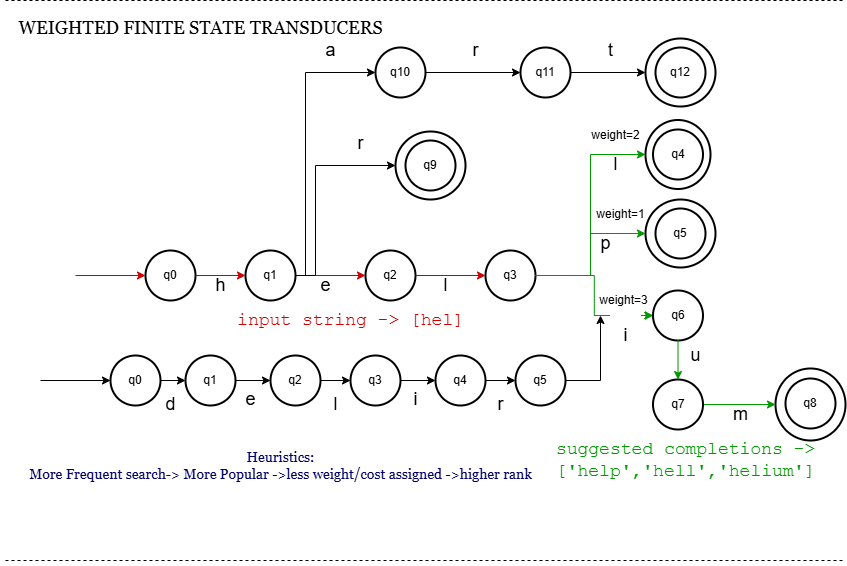 WEIGHTED FINITE STATE TRANSDUCERS
a
r
t
q10
q11
q12
weight=2
r
l
q4
q9
weight=1
p
q5
q0
q1
q2
q3
h
e
l
weight=3
q6
input string -> [hel]
i
u
q0
q1
q2
q3
q4
q5
d
e
l
i
r
q7
m
q8
Heuristics:
More Frequent search-> More Popular ->less weight/cost assigned ->higher rank
suggested completions ->
['help','hell','helium']